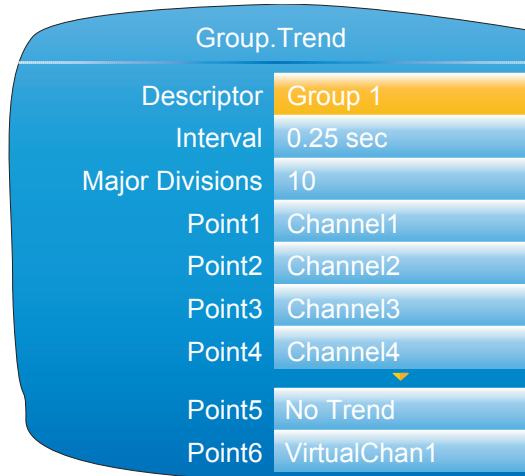 Group.Trend
Descriptor Group 1
Interval 0.25 sec
Major Divisions 10
Point1 Channel1
Point2 Channel2
Point3 Channel3
Point4 Channel4
Point5 No Trend
Point6 VirtualChan1